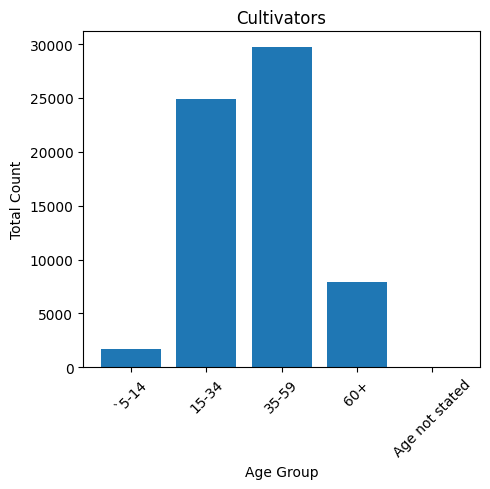 Cultivators
Total Count
30000
25000
20000
15000
10000
5000
0
`5-14
15-34
35-59
60+
Age not stated
Age Group